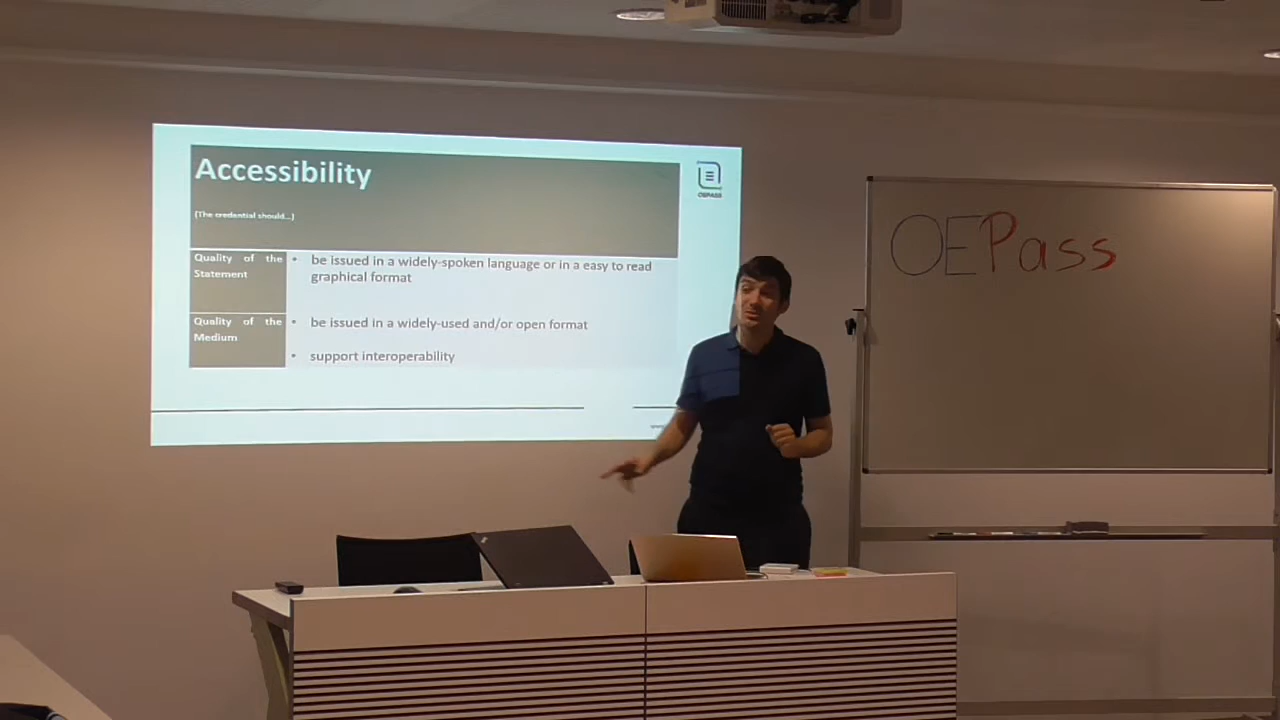 Accessibility
(The credential should...)
OEPASS
Quality of the
Statement
• be issued in a widely-spoken language or in a easy to read
graphical format
Quality of the
Medium
• be issued in a widely-used and/or open format
• support interoperability
OEPass